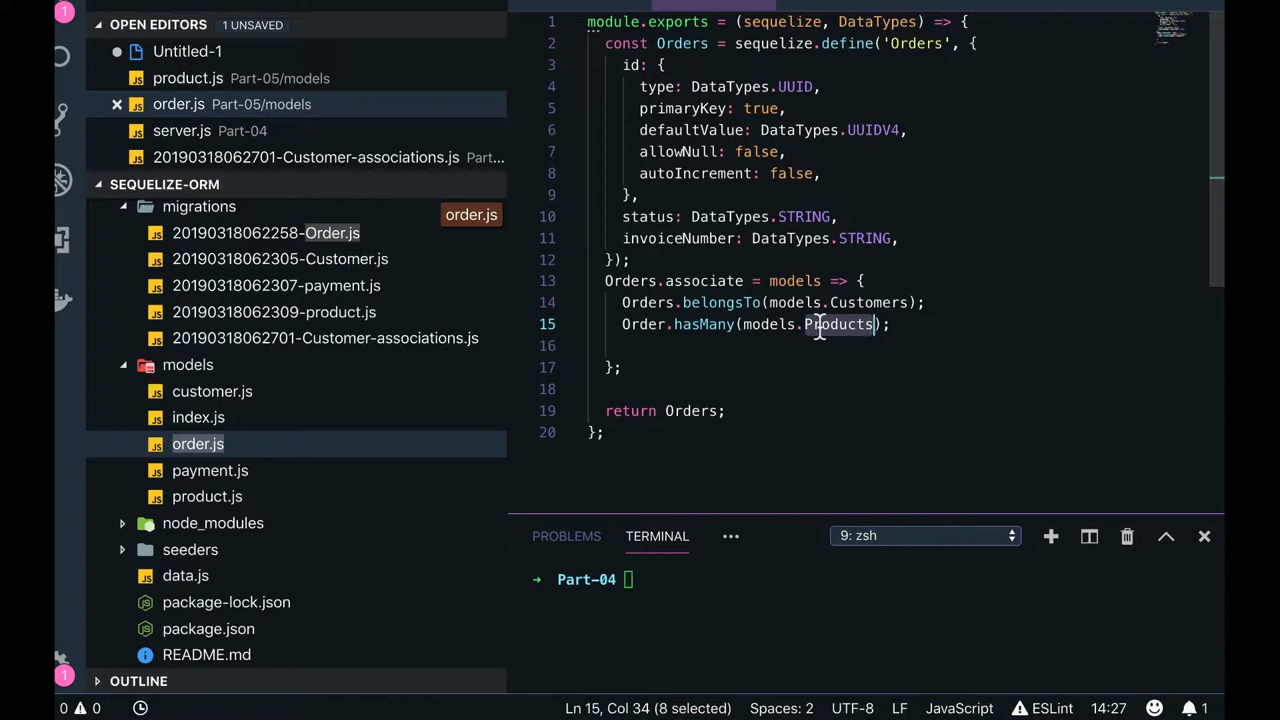 1
OPEN EDITORS 1 UNSAVED
Untitled-1
product.js Part-05/models
order.js Part-05/models
server.js Part-04
20190318062701-Customer-associations.js Part...
SEQUELIZE-ORM
migrations
order.js
20190318062258-Order.js
20190318062305-Customer.js
20190318062307-payment.js
20190318062309-product.js
20190318062701-Customer-associations.js
models
customer.js
index.js
order.js
payment.js
product.js
node_modules
seeders
data.js
package-lock.json
package.json
README.md
OUTLINE
1
1 module.exports = (sequelize, DataTypes) => {
2 const Orders = sequelize.define('Orders', {
3 id: {
4 type: DataTypes.UUID,
5 primaryKey: true,
6 defaultValue: DataTypes.UUIDV4,
7 allowNull: false,
8 autoIncrement: false,
9 },
10 status: DataTypes.STRING,
11 invoiceNumber: DataTypes.STRING,
12 });
13 Orders.associate = models => {
14 Orders.belongsTo(models.Customers);
15 Order.hasMany(models.Products);
16
17 };
18
19 return Orders;
20 };
PROBLEMS TERMINAL ••• 9: zsh
→ Part-04
0 0 Ln 15, Col 34 (8 selected) Spaces: 2 UTF-8 LF JavaScript ESLint 14:27 1